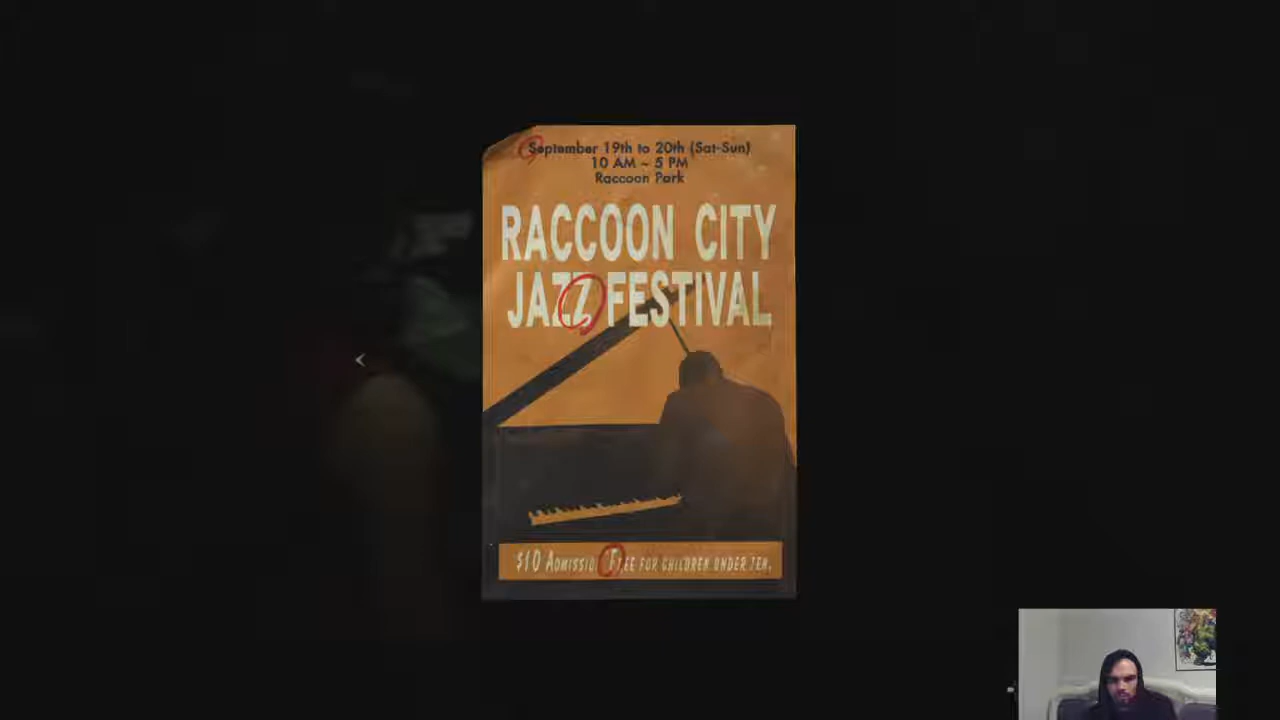 September 19th to 20th (Sat-Sun)
10 AM ~ 5 PM
Raccoon Park
RACCOON CITY
JAZZ FESTIVAL
$10 Admission Free for children under ten.